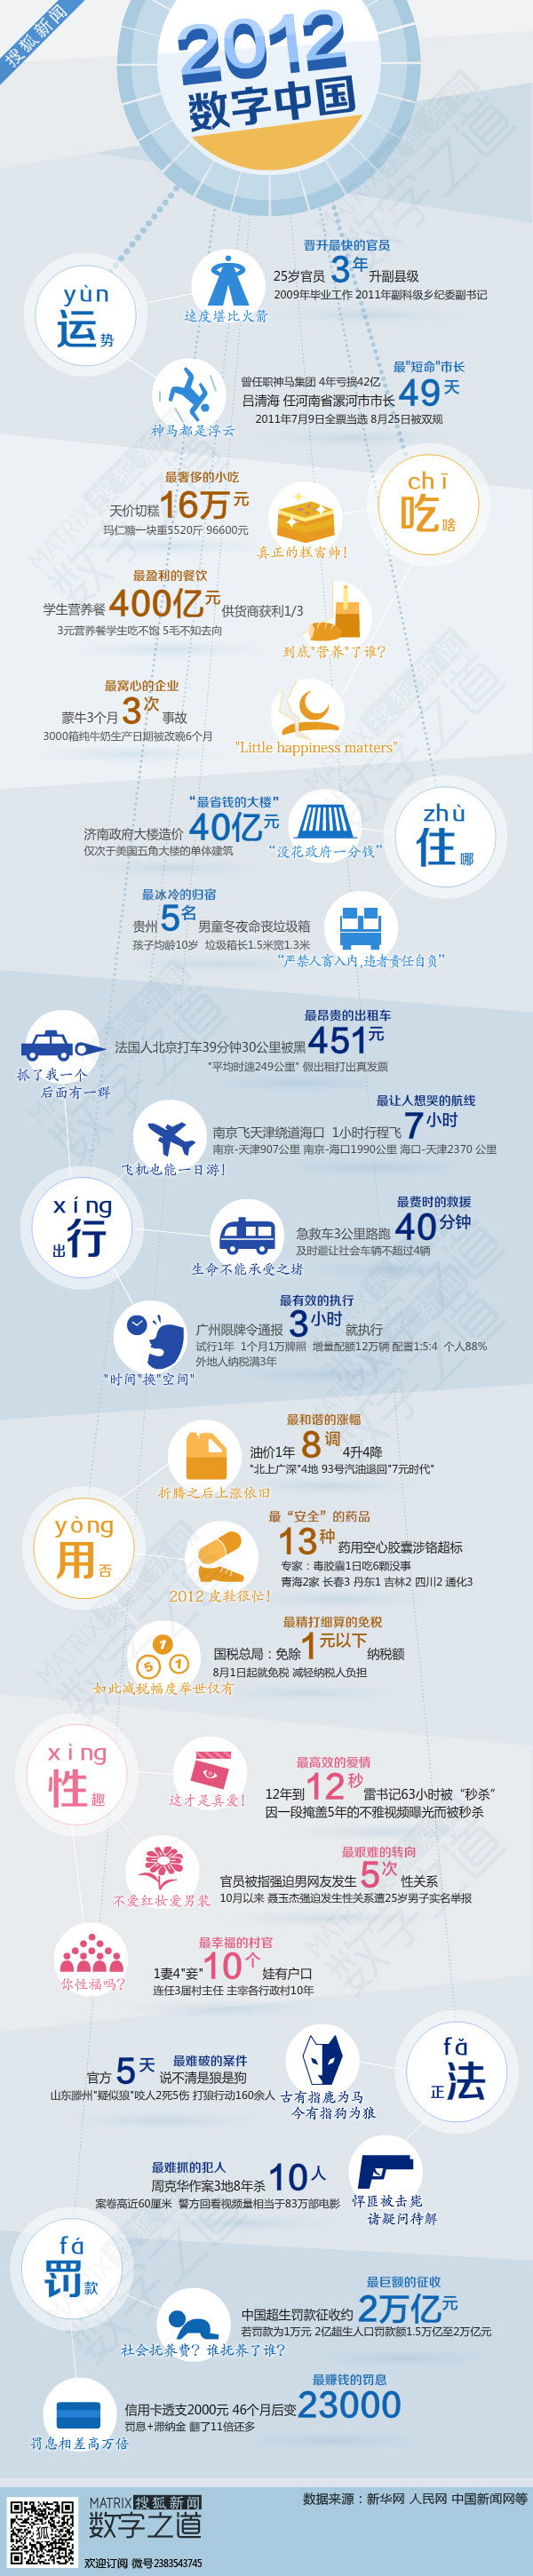 搜狐新闻
2012
数字中国
yùn
运势
晋升最快的官员
25岁官员 3年 升副县级
2009年毕业工作 2011年副科级乡纪委副书记
速度堪比火箭
最"短命"市长
曾任职神马集团 4年亏损42亿
吕清海 任河南省漯河市市长 49天
2011年7月9日全票当选 8月25日被双规
神马都是浮云
chī
吃啥
最奢侈的小吃
天价切糕 16万元
玛仁糖一块重5520斤 96600元
真正的糕富帅!
最盈利的餐饮
学生营养餐 400亿元 供货商获利1/3
3元营养餐学生吃不饱 5毛不知去向
到底"营养"了谁?
最窝心的企业
蒙牛3个月 3次 事故
3000箱纯牛奶生产日期被改晚6个月
"Little happiness matters"
zhù
住哪
“最省钱的大楼”
济南政府大楼造价 40亿元
仅次于美国五角大楼的单体建筑
“没花政府一分钱”
最冰冷的归宿
贵州 5名 男童冬夜命丧垃圾箱
孩子均龄10岁 垃圾箱长1.5米宽1.3米
“严禁人畜入内,违者责任自负”
最昂贵的出租车
法国人北京打车39分钟30公里被黑 451元
"平均时速249公里" 假出租打出真发票
抓了我一个
后面有一群
最让人想哭的航线
南京飞天津绕道海口 1小时行程飞 7小时
南京-天津907公里 南京-海口1990公里 海口-天津2370 公里
飞机也能一日游!
xíng
出行
最费时的救援
急救车3公里路跑 40分钟
及时避让社会车辆不超过4辆
生命不能承受之堵
最有效的执行
广州限牌令通报 3小时 就执行
试行1年 1个月1万牌照 增量配额12万辆 配置1:5:4 个人88%
外地人纳税满3年
"时间"换"空间"
最和谐的涨幅
油价1年 8调 4升4降
"北上广深"4地 93号汽油退回"7元时代"
折腾之后上涨依旧
yòng
用否
最“安全”的药品
13种 药用空心胶囊涉铬超标
专家：毒胶囊1日吃6颗没事
青海2家 长春3 丹东1 吉林2 四川2 通化3
2012 皮鞋很忙!
最精打细算的免税
国税总局：免除 1元以下 纳税额
8月1日起就免税 减轻纳税人负担
如此减税幅度举世仅有
xìng
性趣
最高效的爱情
12年到 12秒 雷书记63小时被“秒杀”
因一段掩盖5年的不雅视频曝光而被秒杀
这才是真爱!
最艰难的转向
官员被指强迫男网友发生 5次 性关系
10月以来 聂玉杰强迫发生性关系遭25岁男子实名举报
不爱红妆爱男装
最幸福的村官
1妻4"妾" 10个 娃有户口
连任3届村主任 主宰各行政村10年
你性福吗?
fǎ
正法
最难破的案件
官方 5天 说不清是狼是狗
山东滕州"疑似狼"咬人2死5伤 打狼行动160余人
古有指鹿为马
今有指狗为狼
最难抓的犯人
周克华作案3地8年杀 10人
案卷高近60厘米 警方回看视频量相当于83万部电影
悍匪被击毙
诸疑问待解
fá
罚款
最巨额的征收
中国超生罚款征收约 2万亿元
若罚款为1万元 2亿超生人口罚款额1.5万亿至2万亿元
社会抚养费? 谁抚养了谁?
最赚钱的罚息
信用卡透支2000元 46个月后变 23000
罚息+滞纳金 翻了11倍还多
罚息相差高万倍
数据来源：新华网 人民网 中国新闻网等
MATRIX 搜狐新闻
数字之道
狐
欢迎订阅 微号2383543745